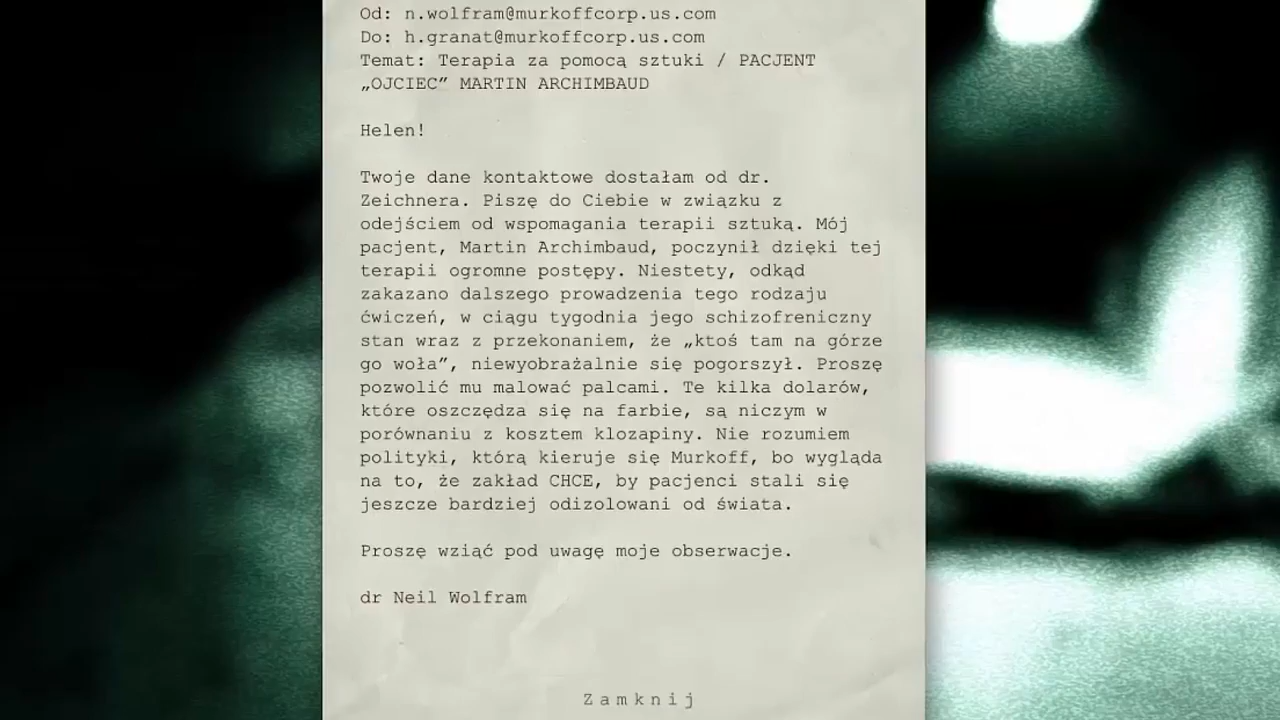 Od: n.wolfram@murkoffcorp.us.com
Do: h.granat@murkoffcorp.us.com
Temat: Terapia za pomocą sztuki / PACJENT
„OJCIEC” MARTIN ARCHIMBAUD
Helen!
Twoje dane kontaktowe dostałam od dr.
Zeichnera. Piszę do Ciebie w związku z
odejściem od wspomagania terapii sztuką. Mój
pacjent, Martin Archimbaud, poczynił dzięki tej
terapii ogromne postępy. Niestety, odkąd
zakazano dalszego prowadzenia tego rodzaju
ćwiczeń, w ciągu tygodnia jego schizofreniczny
stan wraz z przekonaniem, że „ktoś tam na górze
go woła”, niewyobrażalnie się pogorszył. Proszę
pozwolić mu malować palcami. Te kilka dolarów,
które oszczędza się na farbie, są niczym w
porównaniu z kosztem klozapiny. Nie rozumiem
polityki, którą kieruje się Murkoff, bo wygląda
na to, że zakład CHCE, by pacjenci stali się
jeszcze bardziej odizolowani od świata.
Proszę wziąć pod uwagę moje obserwacje.
dr Neil Wolfram
Zamknij